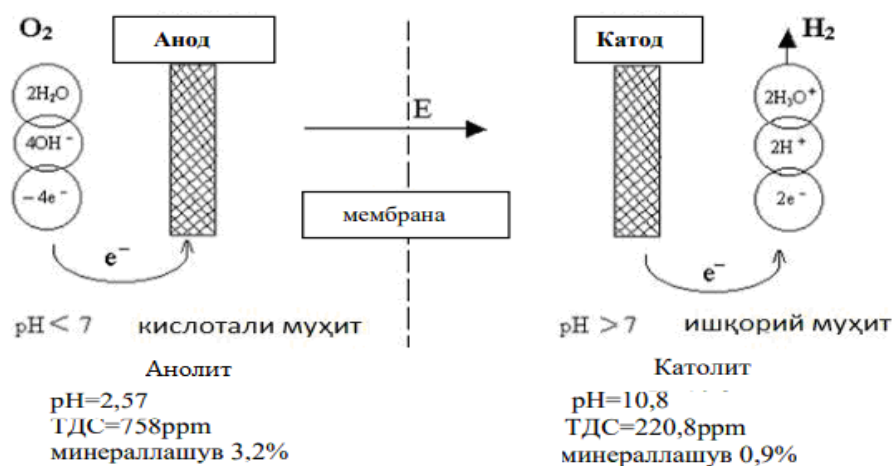 O₂
Анод
Катод
H₂
2H₂O
4OH⁻
−4e⁻
e⁻
E
мембрана
2H₃O⁺
2H⁺
2e⁻
e⁻
pH < 7 кислотали муҳит
pH > 7 ишқорий муҳит
Анолит
pH=2,57
ТДС=758ppm
минераллашув 3,2%
Католит
pH=10,8
ТДС=220,8ppm
минераллашув 0,9%